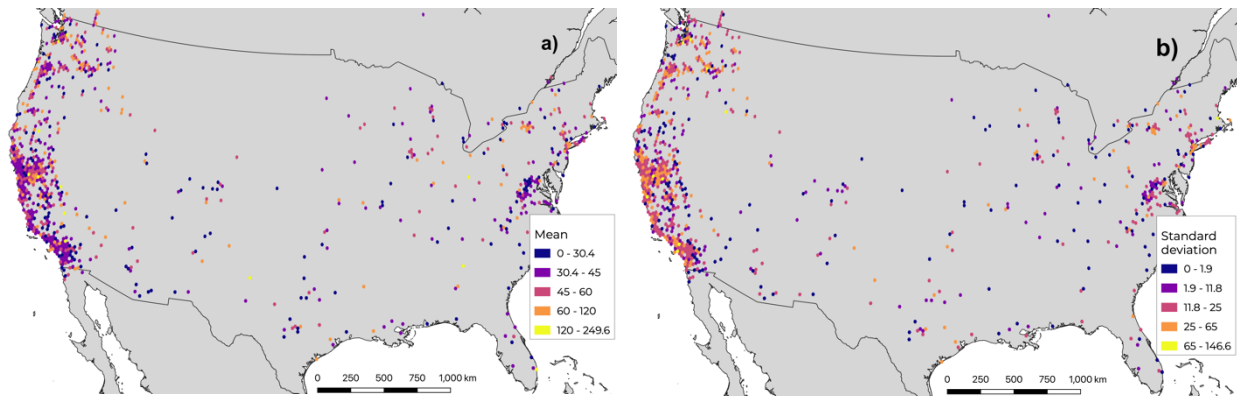 a)
Mean
0 - 30.4
30.4 - 45
45 - 60
60 - 120
120 - 249.6
0 250 500 750 1,000 km
b)
Standard
deviation
0 - 1.9
1.9 - 11.8
11.8 - 25
25 - 65
65 - 146.6
0 250 500 750 1,000 km